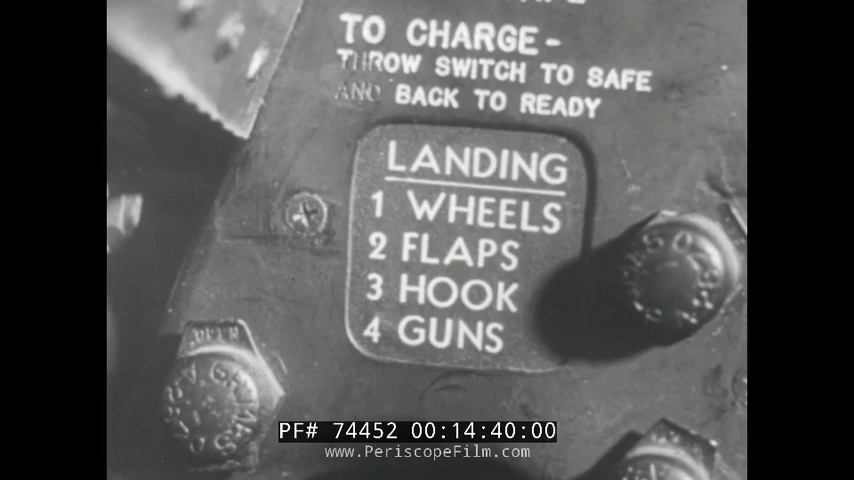 TO CHARGE-
THROW SWITCH TO SAFE
AND BACK TO READY
LANDING
1 WHEELS
2 FLAPS
3 HOOK
4 GUNS
OPEN
PF# 74452 00:14:40:00
www.PeriscopeFilm.com